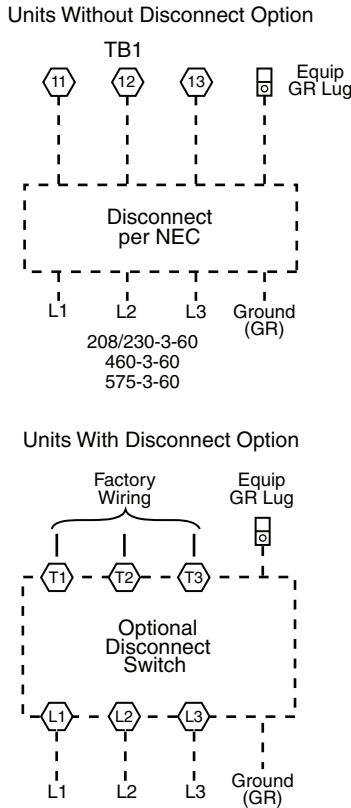 Units Without Disconnect Option
TB1
11 12 13 Equip
GR Lug
Disconnect
per NEC
L1 L2 L3 Ground
(GR)
208/230-3-60
460-3-60
575-3-60
Units With Disconnect Option
Factory
Wiring
Equip
GR Lug
T1 T2 T3
Optional
Disconnect
Switch
L1 L2 L3
L1 L2 L3 Ground
(GR)